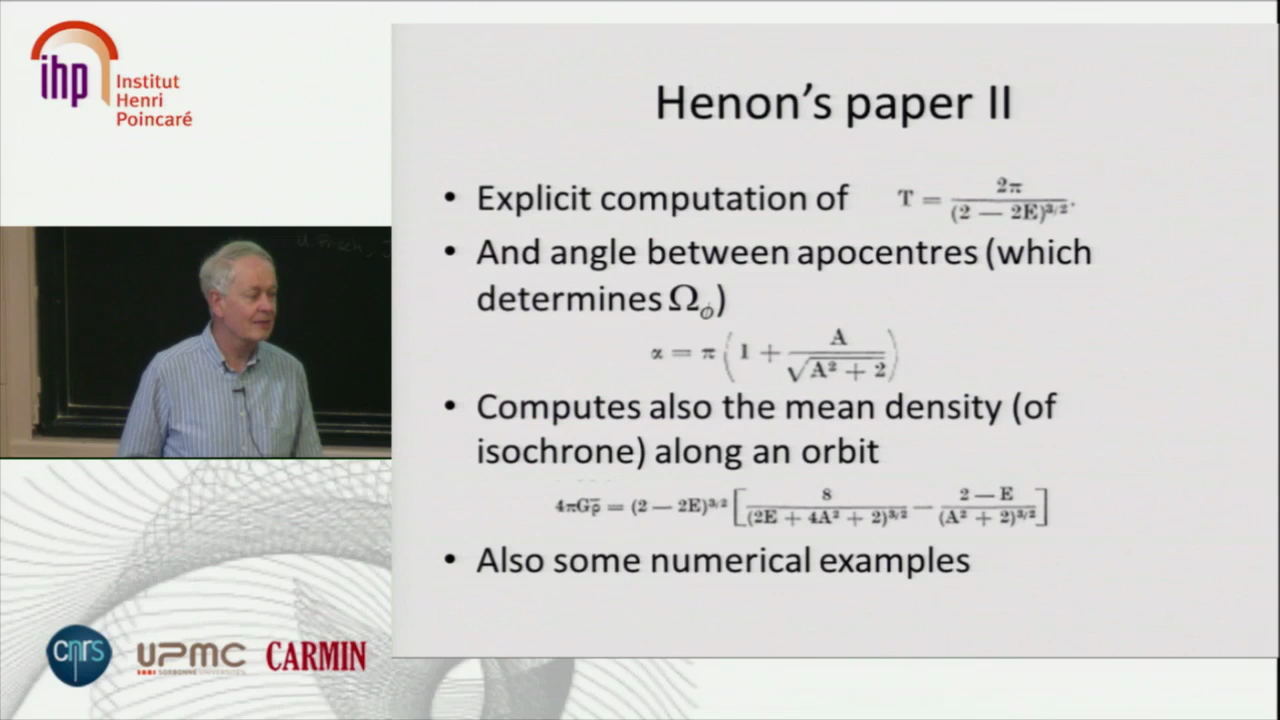 ihp
Institut
Henri
Poincaré
Henon's paper II
• Explicit computation of T = 2π / (2 — 2E)^3/2.
• And angle between apocentres (which
determines Ω_ϕ)
α = π ( 1 + A / √(A² + 2) )
• Computes also the mean density (of
isochrone) along an orbit
4πGρ̅ = (2 — 2E)^3/2 [ 8 / (2E + 4A² + 2)^3/2 — 2 — E / (A² + 2)^3/2 ]
• Also some numerical examples
cnrs
UPMC
SORBONNE UNIVERSITÉS
CARMIN